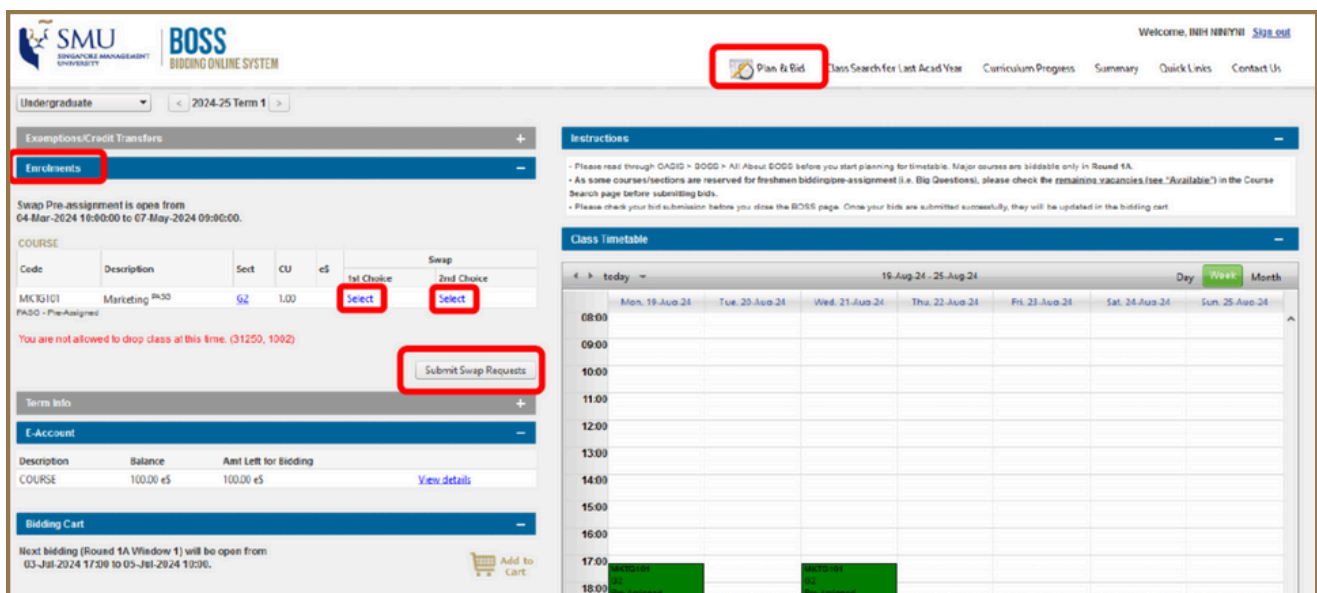 SMU
SINGAPORE MANAGEMENT
UNIVERSITY
BOSS
BIDDING ONLINE SYSTEM
Welcome, INIH NINIYNI Sign out
Plan & Bid Class Search for Last Acad Year Curriculum Progress Summary Quick Links Contact Us
Undergraduate < 2024-25 Term 1 >
Exemptions/Credit Transfers +
Enrolments −
Swap Pre-assignment is open from
04-Mar-2024 10:00:00 to 07-May-2024 09:00:00.
COURSE
Code Description Sect CU e$ Swap
1st Choice 2nd Choice
MKTG101 Marketing PASG G2 1.00 Select Select
PASG - Pre-Assigned
You are not allowed to drop class at this time. (31250, 1002)
Submit Swap Requests
Term Info +
E-Account −
Description Balance Amt Left for Bidding
COURSE 100.00 e$ 100.00 e$ View details
Bidding Cart −
Next bidding (Round 1A Window 1) will be open from
03-Jul-2024 17:00 to 05-Jul-2024 10:00.
Add to
Cart
Instructions −
- Please read through OASIS > BOSS > All About BOSS before you start planning for timetable. Major courses are biddable only in Round 1A.
- As some courses/sections are reserved for freshmen bidding/pre-assignment (i.e. Big Questions), please check the remaining vacancies (see "Available") in the Course
Search page before submitting bids.
- Please check your bid submission before you close the BOSS page. Once your bids are submitted successfully, they will be updated in the bidding cart.
Class Timetable −
today 19-Aug-24 - 25-Aug-24 Day Week Month
Mon, 19-Aug-24 Tue, 20-Aug-24 Wed, 21-Aug-24 Thu, 22-Aug-24 Fri, 23-Aug-24 Sat, 24-Aug-24 Sun, 25-Aug-24
08:00
09:00
10:00
11:00
12:00
13:00
14:00
15:00
16:00
17:00
MKTG101 MKTG101
G2 G2
18:00 Pre-Assigned Pre-Assigned